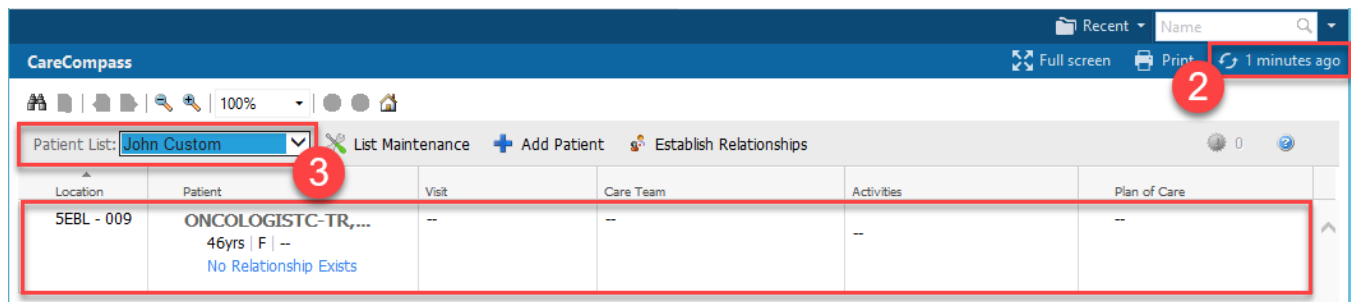 Recent Name
CareCompass Full screen Print 1 minutes ago
2
100%
Patient List: John Custom List Maintenance Add Patient Establish Relationships 0
3
Location Patient Visit Care Team Activities Plan of Care
5EBL - 009 ONCOLOGISTC-TR,... -- -- -- --
46yrs | F | --
No Relationship Exists